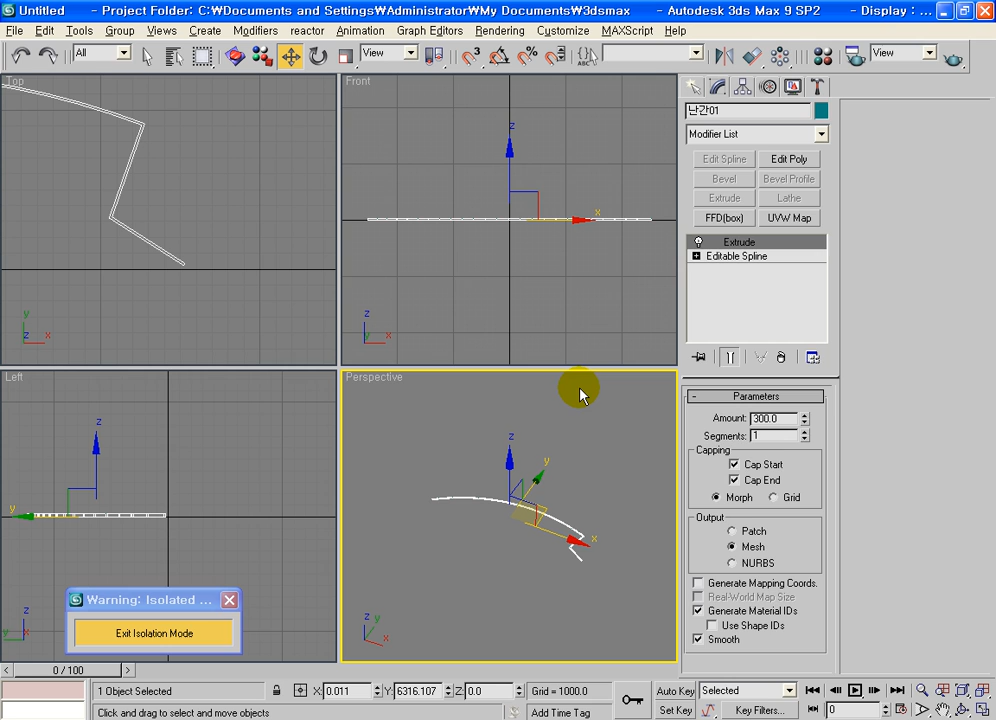 Untitled - Project Folder: C:₩Documents and Settings₩Administrator₩My Documents₩3dsmax - Autodesk 3ds Max 9 SP2 - Display : ...
File Edit Tools Group Views Create Modifiers reactor Animation Graph Editors Rendering Customize MAXScript Help
All View View
Top
Front
난간01
Modifier List
Edit Spline Edit Poly
Bevel Bevel Profile
Extrude Lathe
FFD(box) UVW Map
Extrude
Editable Spline
z
x
y
z x
z
x
Left
Perspective
z
y
z
y
x
z
y
z
x
- Parameters
Amount: 300.0
Segments: 1
Capping
Cap Start
Cap End
Morph Grid
Output
Patch
Mesh
NURBS
Generate Mapping Coords.
Real-World Map Size
Generate Material IDs
Use Shape IDs
Smooth
Warning: Isolated ...
Exit Isolation Mode
< 0 / 100 >
1 Object Selected X: 0.011 Y: 6316.107 Z: 0.0 Grid = 1000.0 Auto Key Selected
Click and drag to select and move objects Add Time Tag Set Key Key Filters... 0